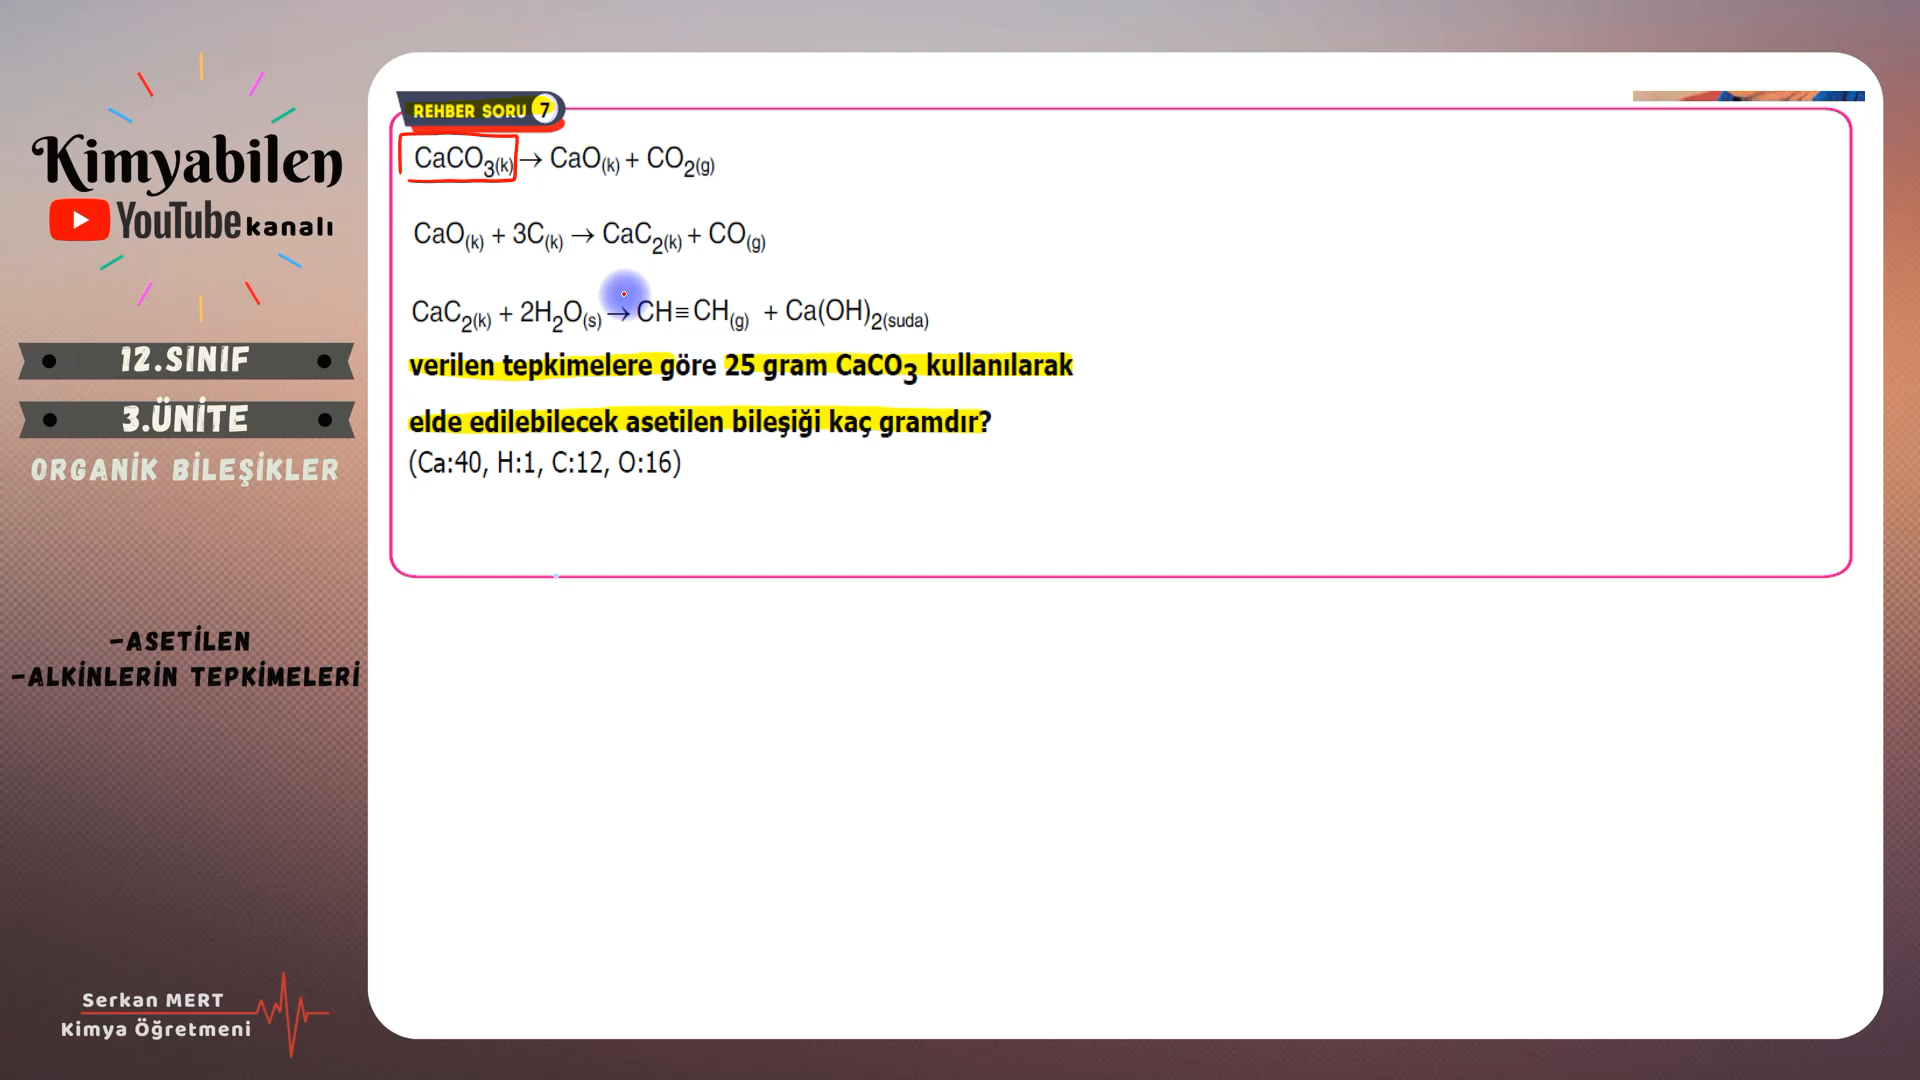 Kimyabilen
YouTube kanalı
12.SINIF
3.ÜNİTE
ORGANİK BİLEŞİKLER
-ASETİLEN
-ALKİNLERİN TEPKİMELERİ
Serkan MERT
Kimya Öğretmeni
REHBER SORU 7
CaCO3(k) → CaO(k) + CO2(g)
CaO(k) + 3C(k) → CaC2(k) + CO(g)
CaC2(k) + 2H2O(s) → CH≡CH(g) + Ca(OH)2(suda)
verilen tepkimelere göre 25 gram CaCO3 kullanılarak
elde edilebilecek asetilen bileşiği kaç gramdır?
(Ca:40, H:1, C:12, O:16)